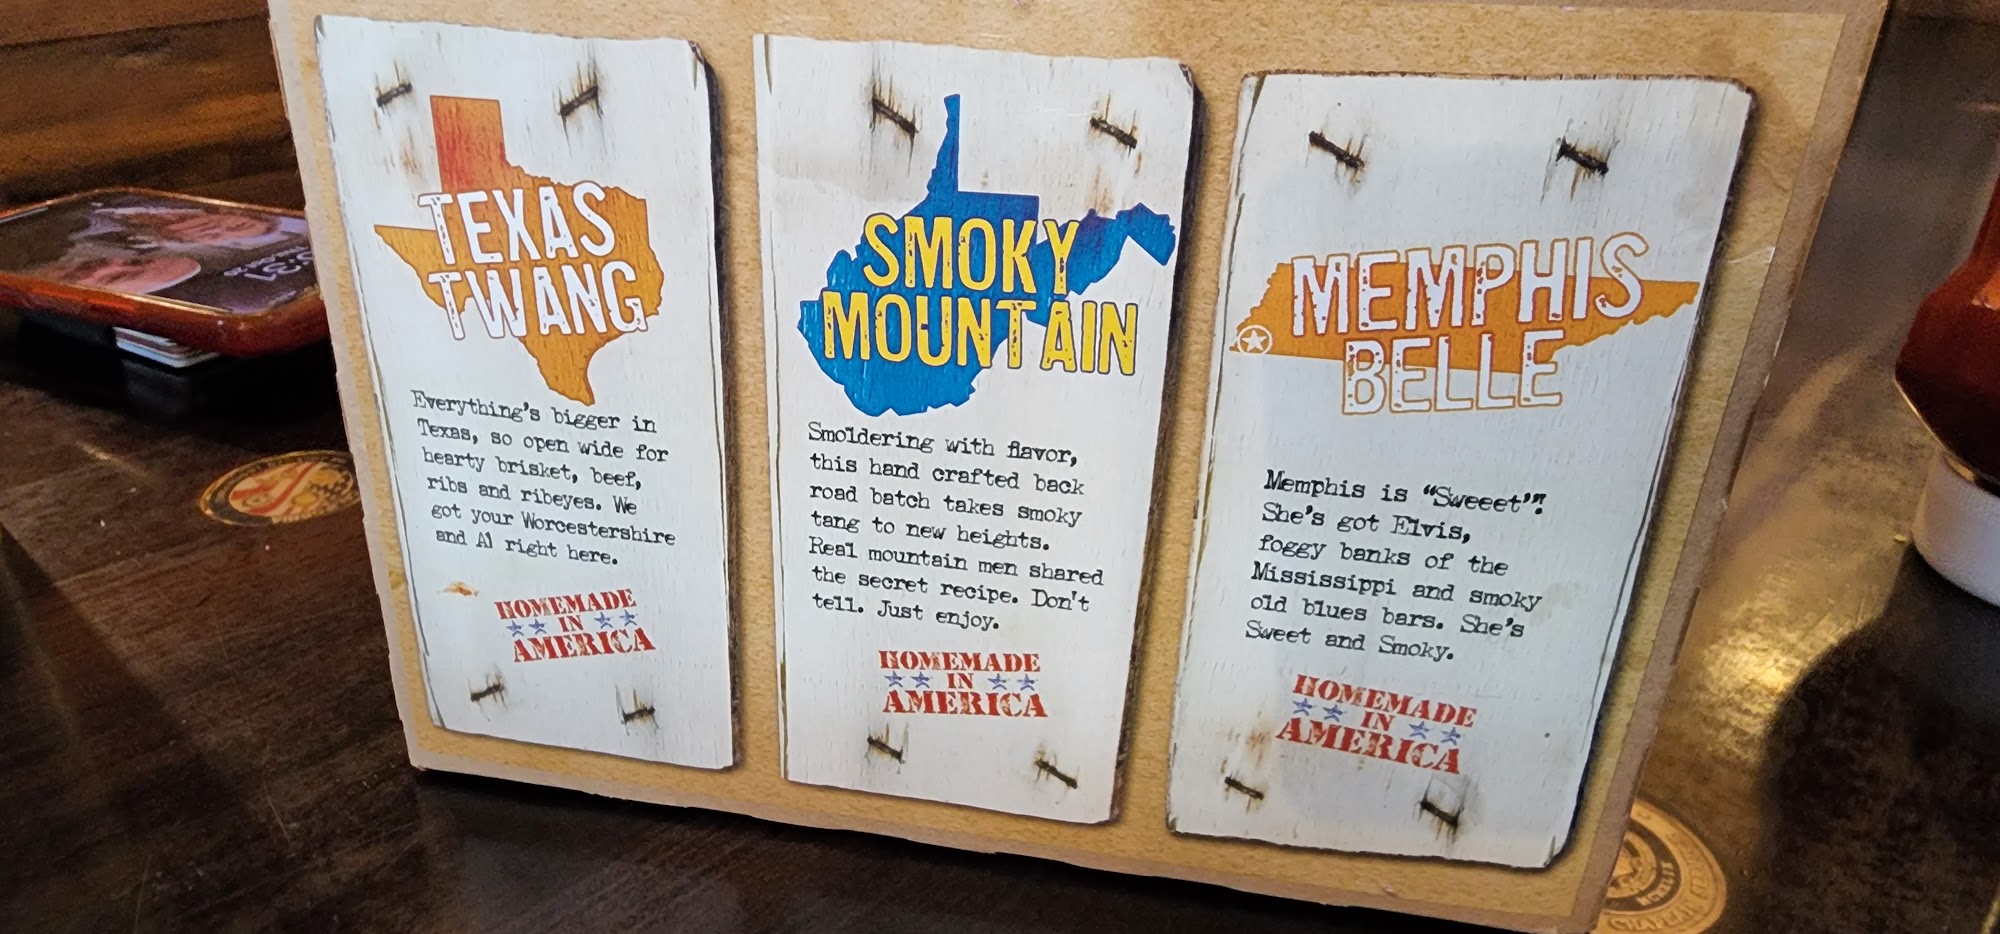 TEXAS
TWANG
Everything's bigger in
Texas, so open wide for
hearty brisket, beef,
ribs and ribeyes. We
got your Worcestershire
and A1 right here.
HOMEMADE
IN
AMERICA
SMOKY
MOUNTAIN
Smoldering with flavor,
this hand crafted back
road batch takes smoky
tang to new heights.
Real mountain men shared
the secret recipe. Don't
tell. Just enjoy.
HOMEMADE
IN
AMERICA
MEMPHIS
BELLE
Memphis is “Sweeet”!
She's got Elvis,
foggy banks of the
Mississippi and smoky
old blues bars. She's
Sweet and Smoky.
HOMEMADE
IN
AMERICA